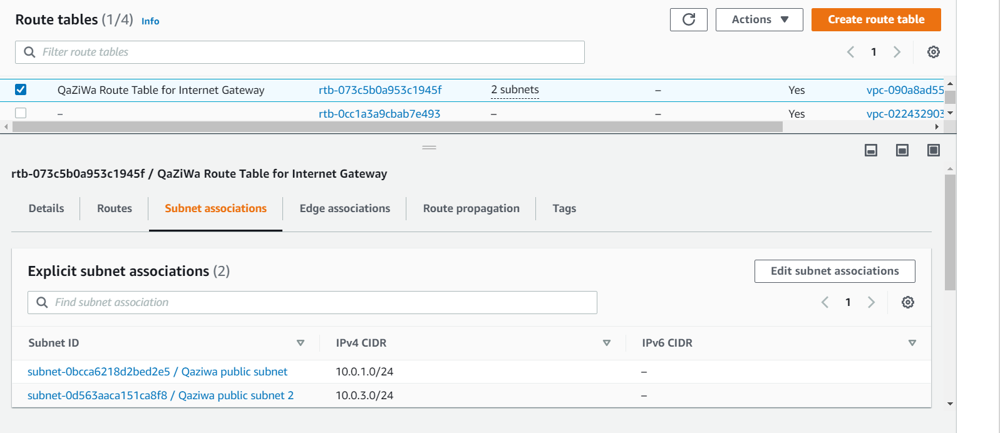 Route tables (1/4) Info
Actions
Create route table
Filter route tables
1
QaZiWa Route Table for Internet Gateway rtb-073c5b0a953c1945f 2 subnets – Yes vpc-090a8ad55
– rtb-0cc1a3a9cbab7e493 – – Yes vpc-022432903
rtb-073c5b0a953c1945f / QaZiWa Route Table for Internet Gateway
Details Routes Subnet associations Edge associations Route propagation Tags
Explicit subnet associations (2)
Edit subnet associations
Find subnet association
1
Subnet ID IPv4 CIDR IPv6 CIDR
subnet-0bcca6218d2bed2e5 / Qaziwa public subnet 10.0.1.0/24 –
subnet-0d563aaca151ca8f8 / Qaziwa public subnet 2 10.0.3.0/24 –